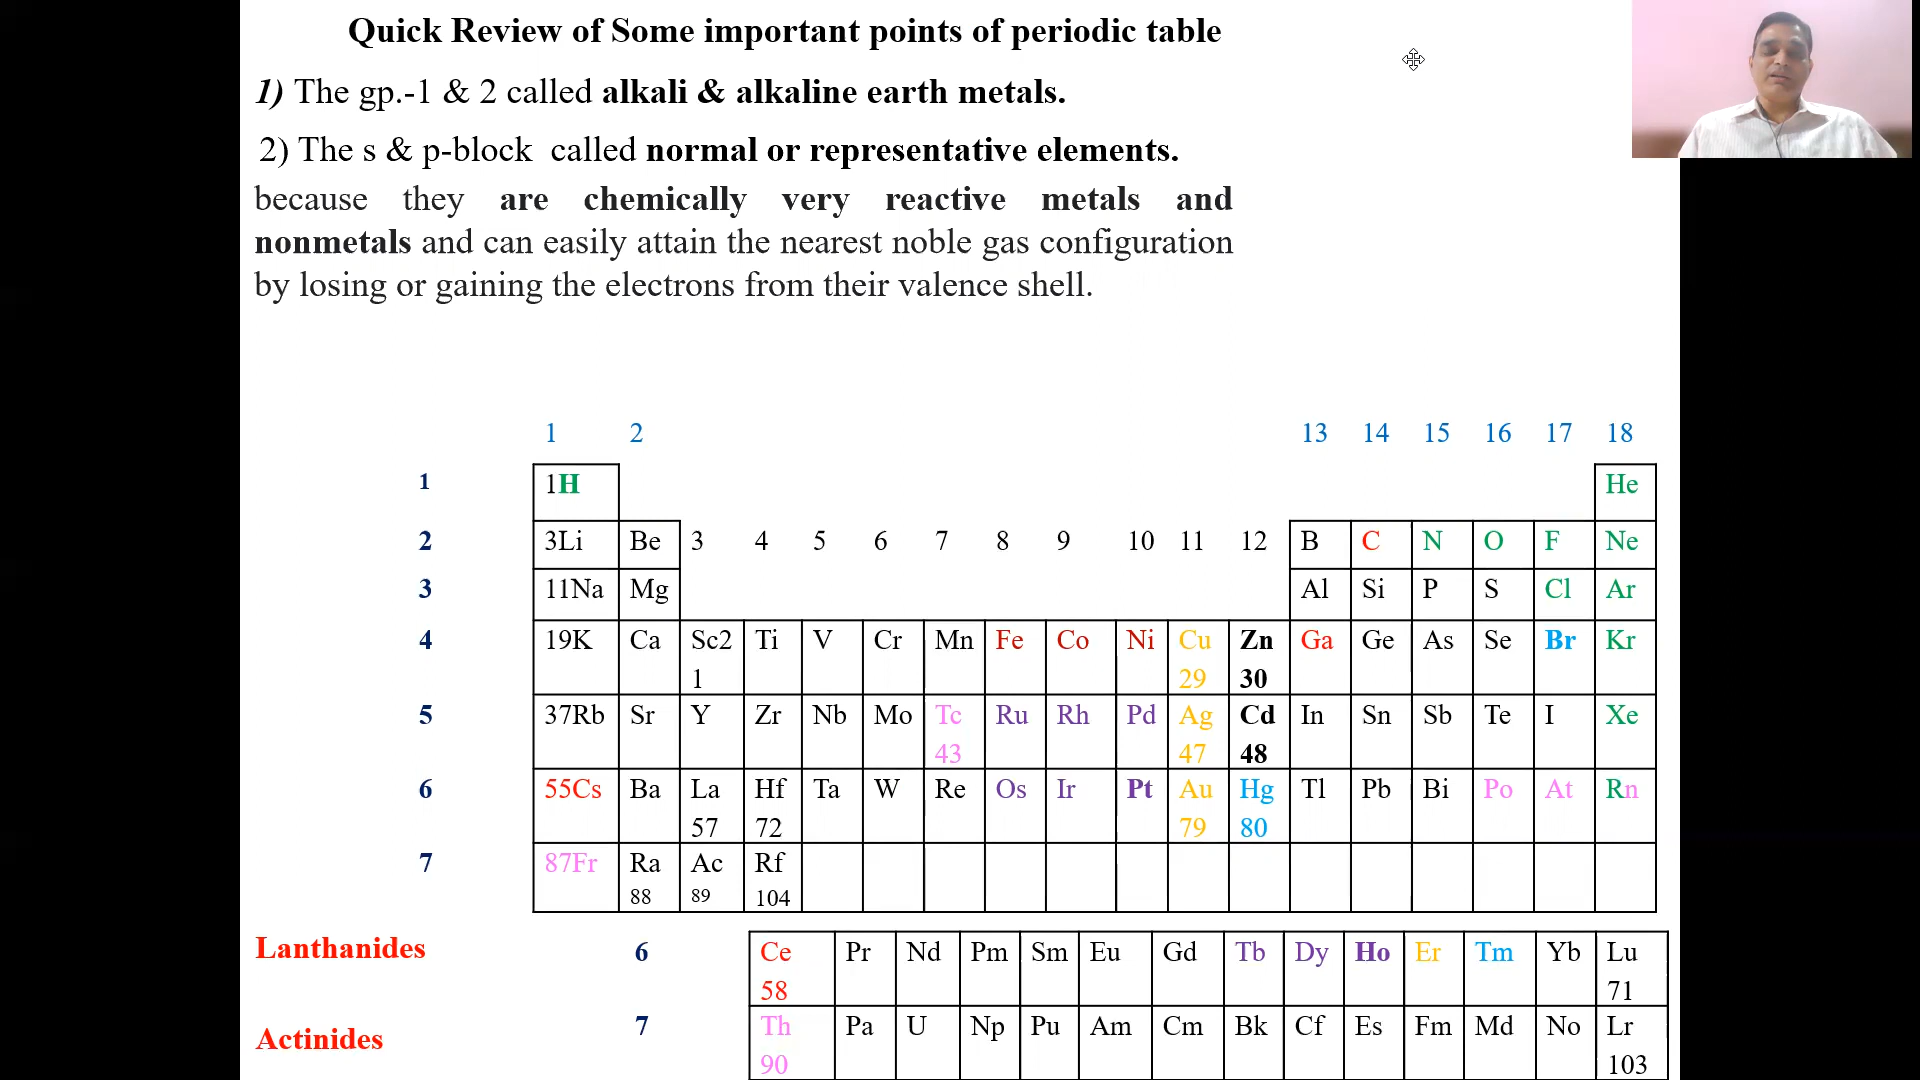 Quick Review of Some important points of periodic table
1) The gp.-1 & 2 called alkali & alkaline earth metals.
2) The s & p-block called normal or representative elements.
because they are chemically very reactive metals and
nonmetals and can easily attain the nearest noble gas configuration
by losing or gaining the electrons from their valence shell.
1 2 13 14 15 16 17 18
1 1H He
2 3Li Be 3 4 5 6 7 8 9 10 11 12 B C N O F Ne
3 11Na Mg Al Si P S Cl Ar
4 19K Ca Sc2 Ti V Cr Mn Fe Co Ni Cu Zn Ga Ge As Se Br Kr
1 29 30
5 37Rb Sr Y Zr Nb Mo Tc Ru Rh Pd Ag Cd In Sn Sb Te I Xe
43 47 48
6 55Cs Ba La Hf Ta W Re Os Ir Pt Au Hg Tl Pb Bi Po At Rn
57 72 79 80
7 87Fr Ra Ac Rf
88 89 104
Lanthanides 6 Ce Pr Nd Pm Sm Eu Gd Tb Dy Ho Er Tm Yb Lu
58 71
Actinides 7 Th Pa U Np Pu Am Cm Bk Cf Es Fm Md No Lr
90 103